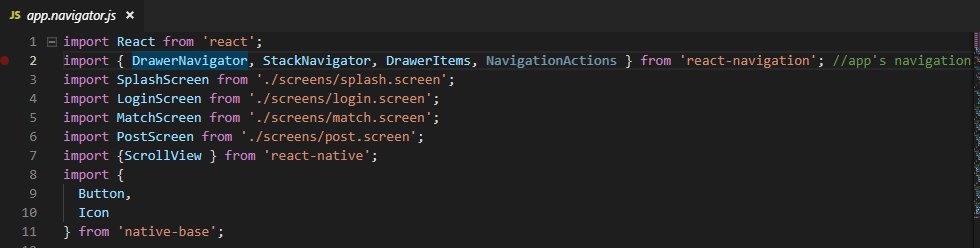 JS app.navigator.js ×
1 import React from 'react';
2 import { DrawerNavigator, StackNavigator, DrawerItems, NavigationActions } from 'react-navigation'; //app's navigation
3 import SplashScreen from './screens/splash.screen';
4 import LoginScreen from './screens/login.screen';
5 import MatchScreen from './screens/match.screen';
6 import PostScreen from './screens/post.screen';
7 import {ScrollView } from 'react-native';
8 import {
9 Button,
10 Icon
11 } from 'native-base';